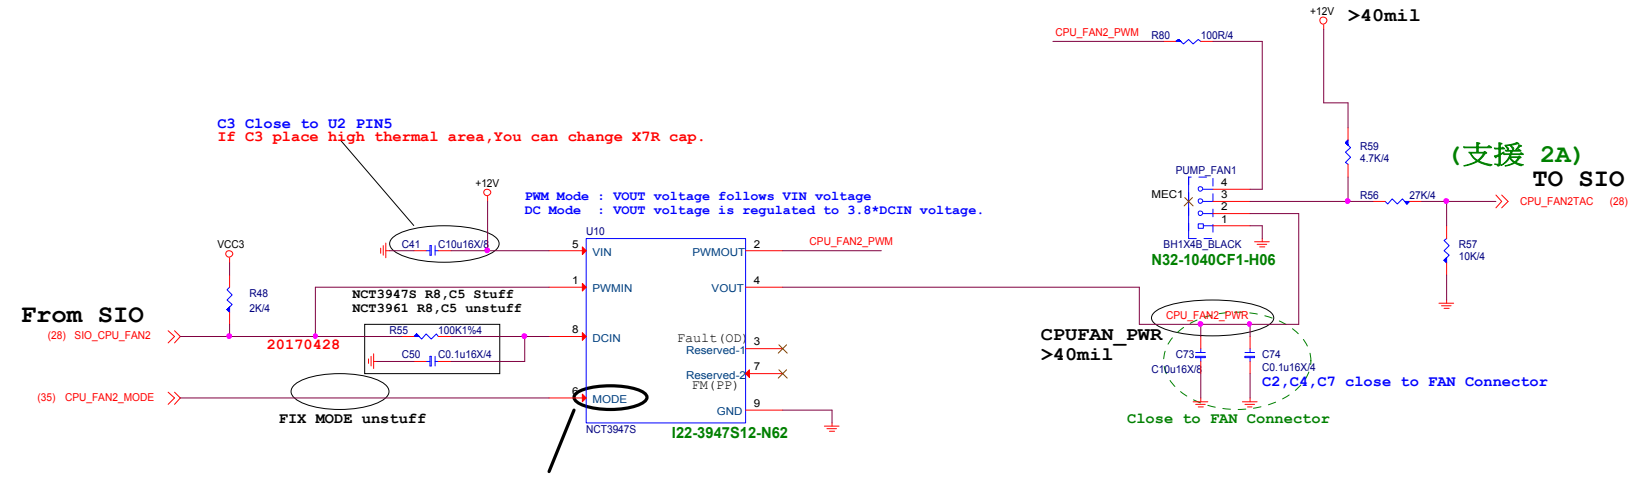 +12V
>40mil
CPU_FAN2_PWM
R80
100R/4
C3 Close to U2 PIN5
If C3 place high thermal area,You can change X7R cap.
R59
4.7K/4
(支援 2A)
TO SIO
PUMP_FAN1
MEC1
4
3
2
1
R56
27K/4
CPU_FAN2TAC (28)
BH1X4B_BLACK
N32-1040CF1-H06
R57
10K/4
+12V
PWM Mode : VOUT voltage follows VIN voltage
DC Mode : VOUT voltage is regulated to 3.8*DCIN voltage.
U10
C41
C10u16X/8
5
VIN
PWMOUT
2
CPU_FAN2_PWM
VCC3
1
PWMIN
VOUT
4
R48
2K/4
NCT3947S R8,C5 Stuff
NCT3961 R8,C5 unstuff
From SIO
(28) SIO_CPU_FAN2
20170428
R55
100K1%4
8
DCIN
Fault(OD)
Reserved-1
3
C50
C0.1u16X/4
Reserved-2
7
FM(PP)
CPU_FAN2_PWR
CPUFAN_PWR
>40mil
C73
C10u16X/8
C74
C0.1u16X/4
C2,C4,C7 close to FAN Connector
Close to FAN Connector
(35) CPU_FAN2_MODE
FIX MODE unstuff
6
MODE
GND
9
NCT3947S
I22-3947S12-N62